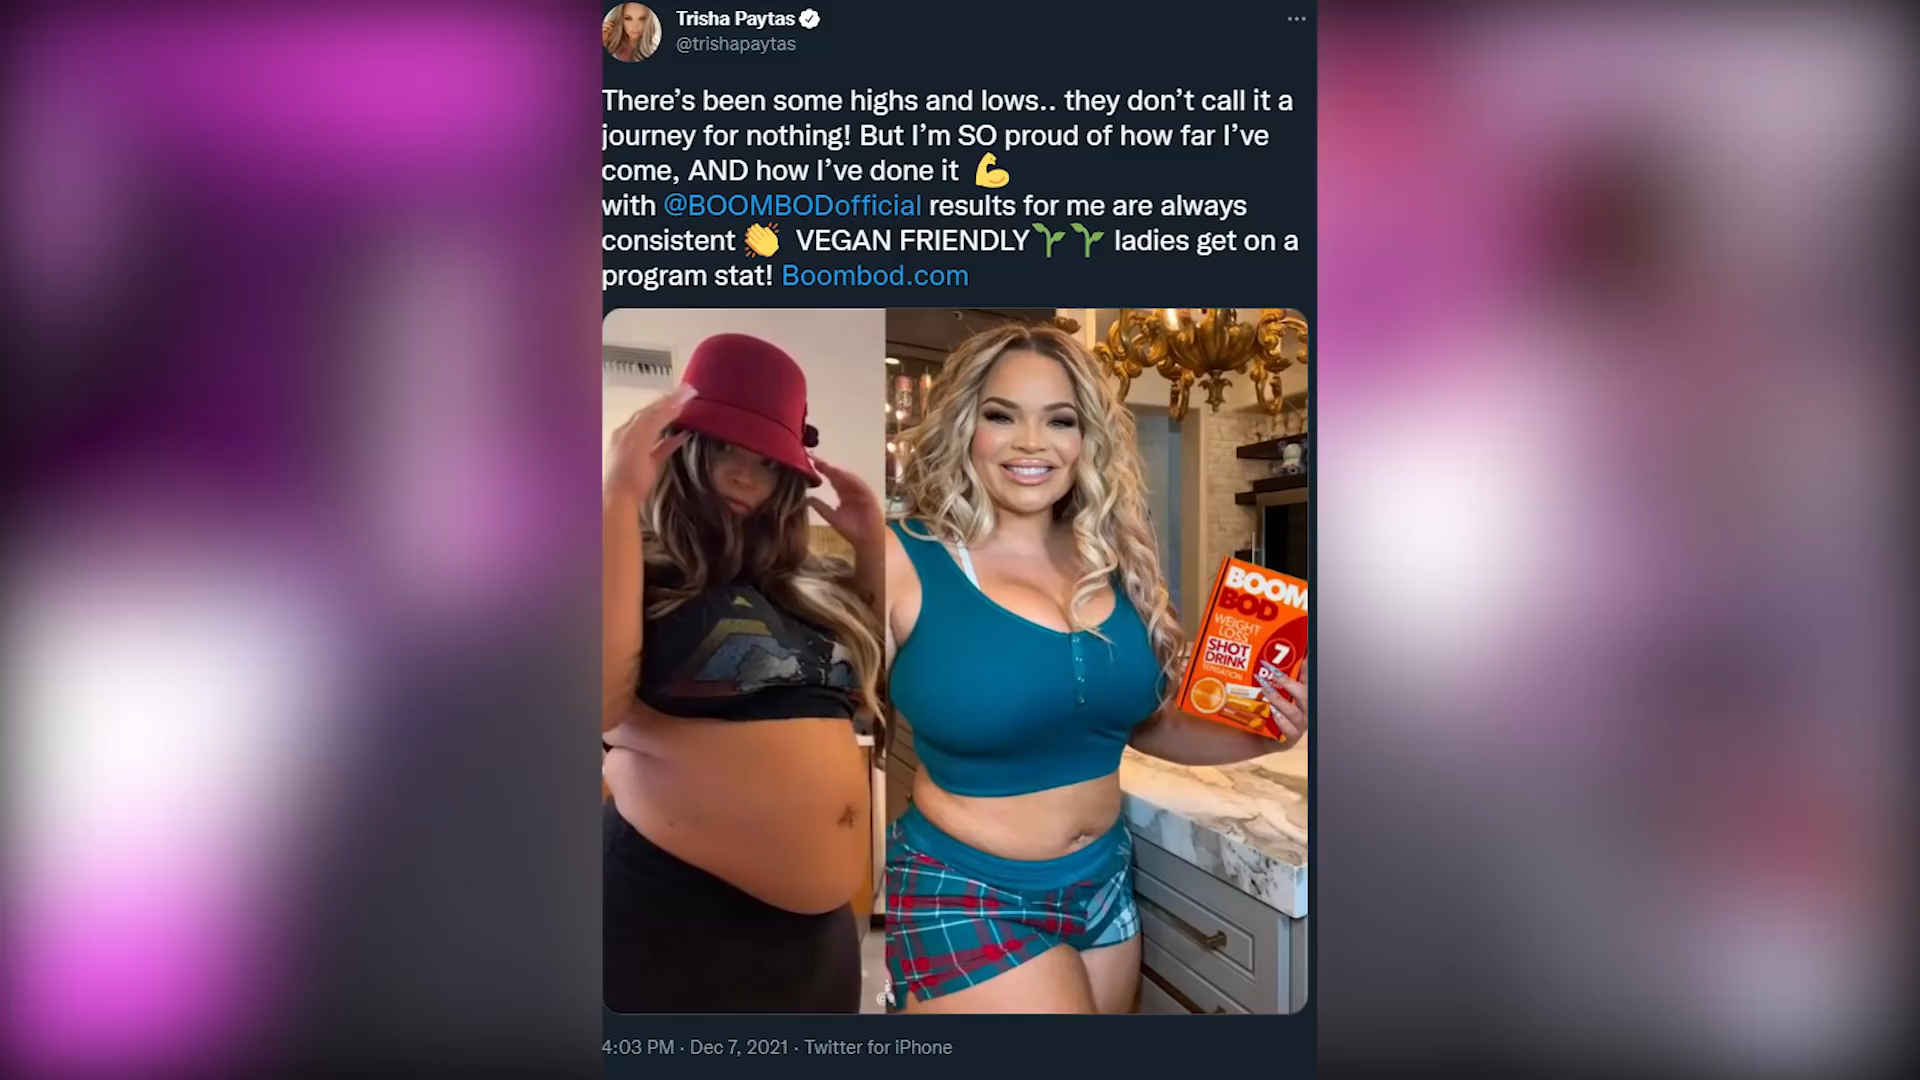 Trisha Paytas
@trishapaytas
There’s been some highs and lows.. they don’t call it a
journey for nothing! But I’m SO proud of how far I’ve
come, AND how I’ve done it 💪
with @BOOMBODofficial results for me are always
consistent 👏 VEGAN FRIENDLY🌱🌱 ladies get on a
program stat! Boombod.com
BOOM
BOD
WEIGHT
LOSS
SHOT
DRINK
SENSATION
7
4:03 PM · Dec 7, 2021 · Twitter for iPhone